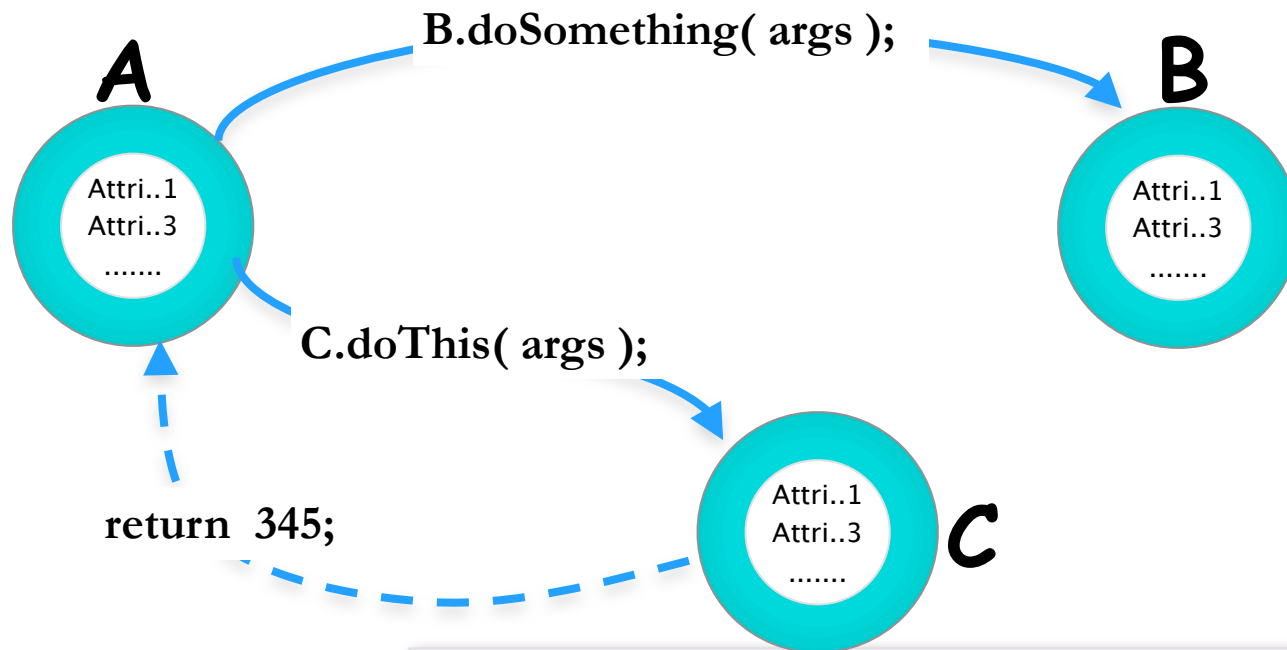 B.doSomething( args );
A
B
Attri..1
Attri..3
.......
Attri..1
Attri..3
.......
C.doThis( args );
Attri..1
Attri..3
.......
C
return  345;